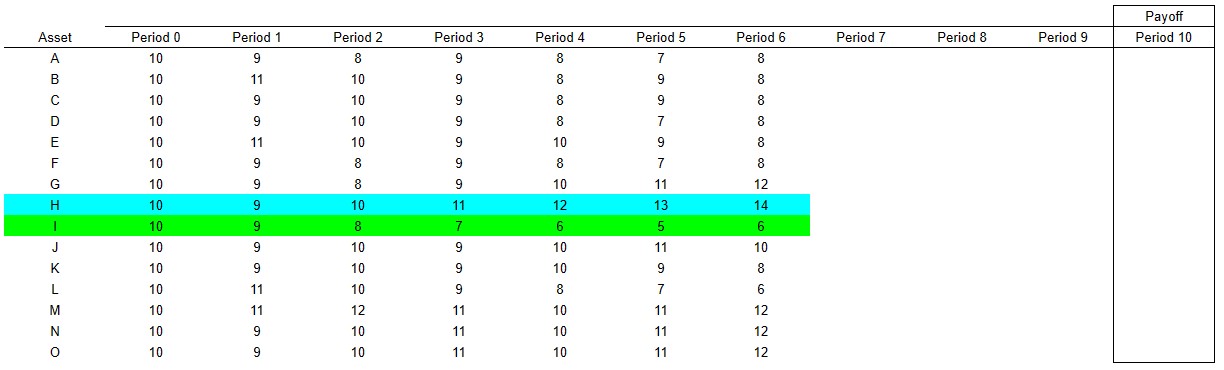 Payoff
Asset Period 0 Period 1 Period 2 Period 3 Period 4 Period 5 Period 6 Period 7 Period 8 Period 9 Period 10
A 10 9 8 9 8 7 8
B 10 11 10 9 8 9 8
C 10 9 10 9 8 9 8
D 10 9 10 9 8 7 8
E 10 11 10 9 10 9 8
F 10 9 8 9 8 7 8
G 10 9 8 9 10 11 12
H 10 9 10 11 12 13 14
I 10 9 8 7 6 5 6
J 10 9 10 9 10 11 10
K 10 9 10 9 10 9 8
L 10 11 10 9 8 7 6
M 10 11 12 11 10 11 12
N 10 9 10 11 10 11 12
O 10 9 10 11 10 11 12